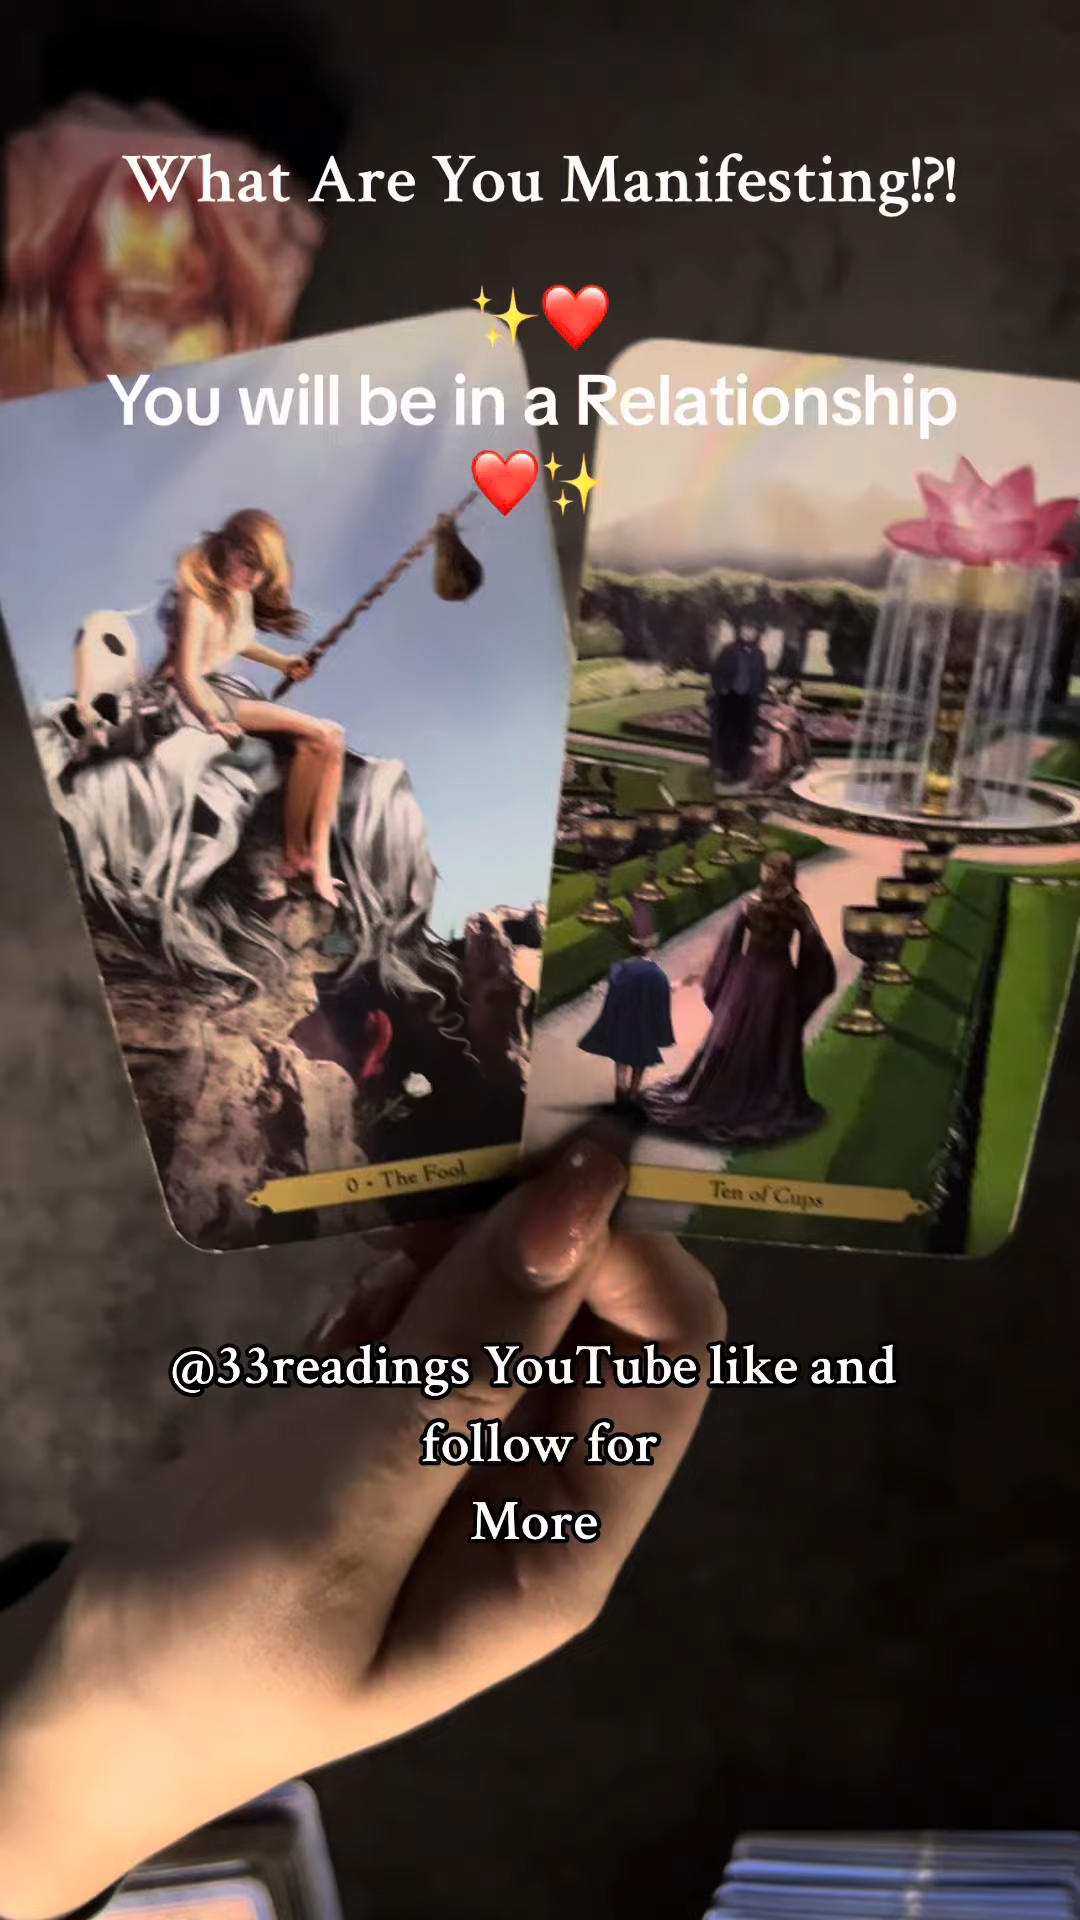 What Are You Manifesting!?!
✨❤️
You will be in a Relationship
❤️✨
0 • The Fool
Ten of Cups
@33readings YouTube like and
follow for
More